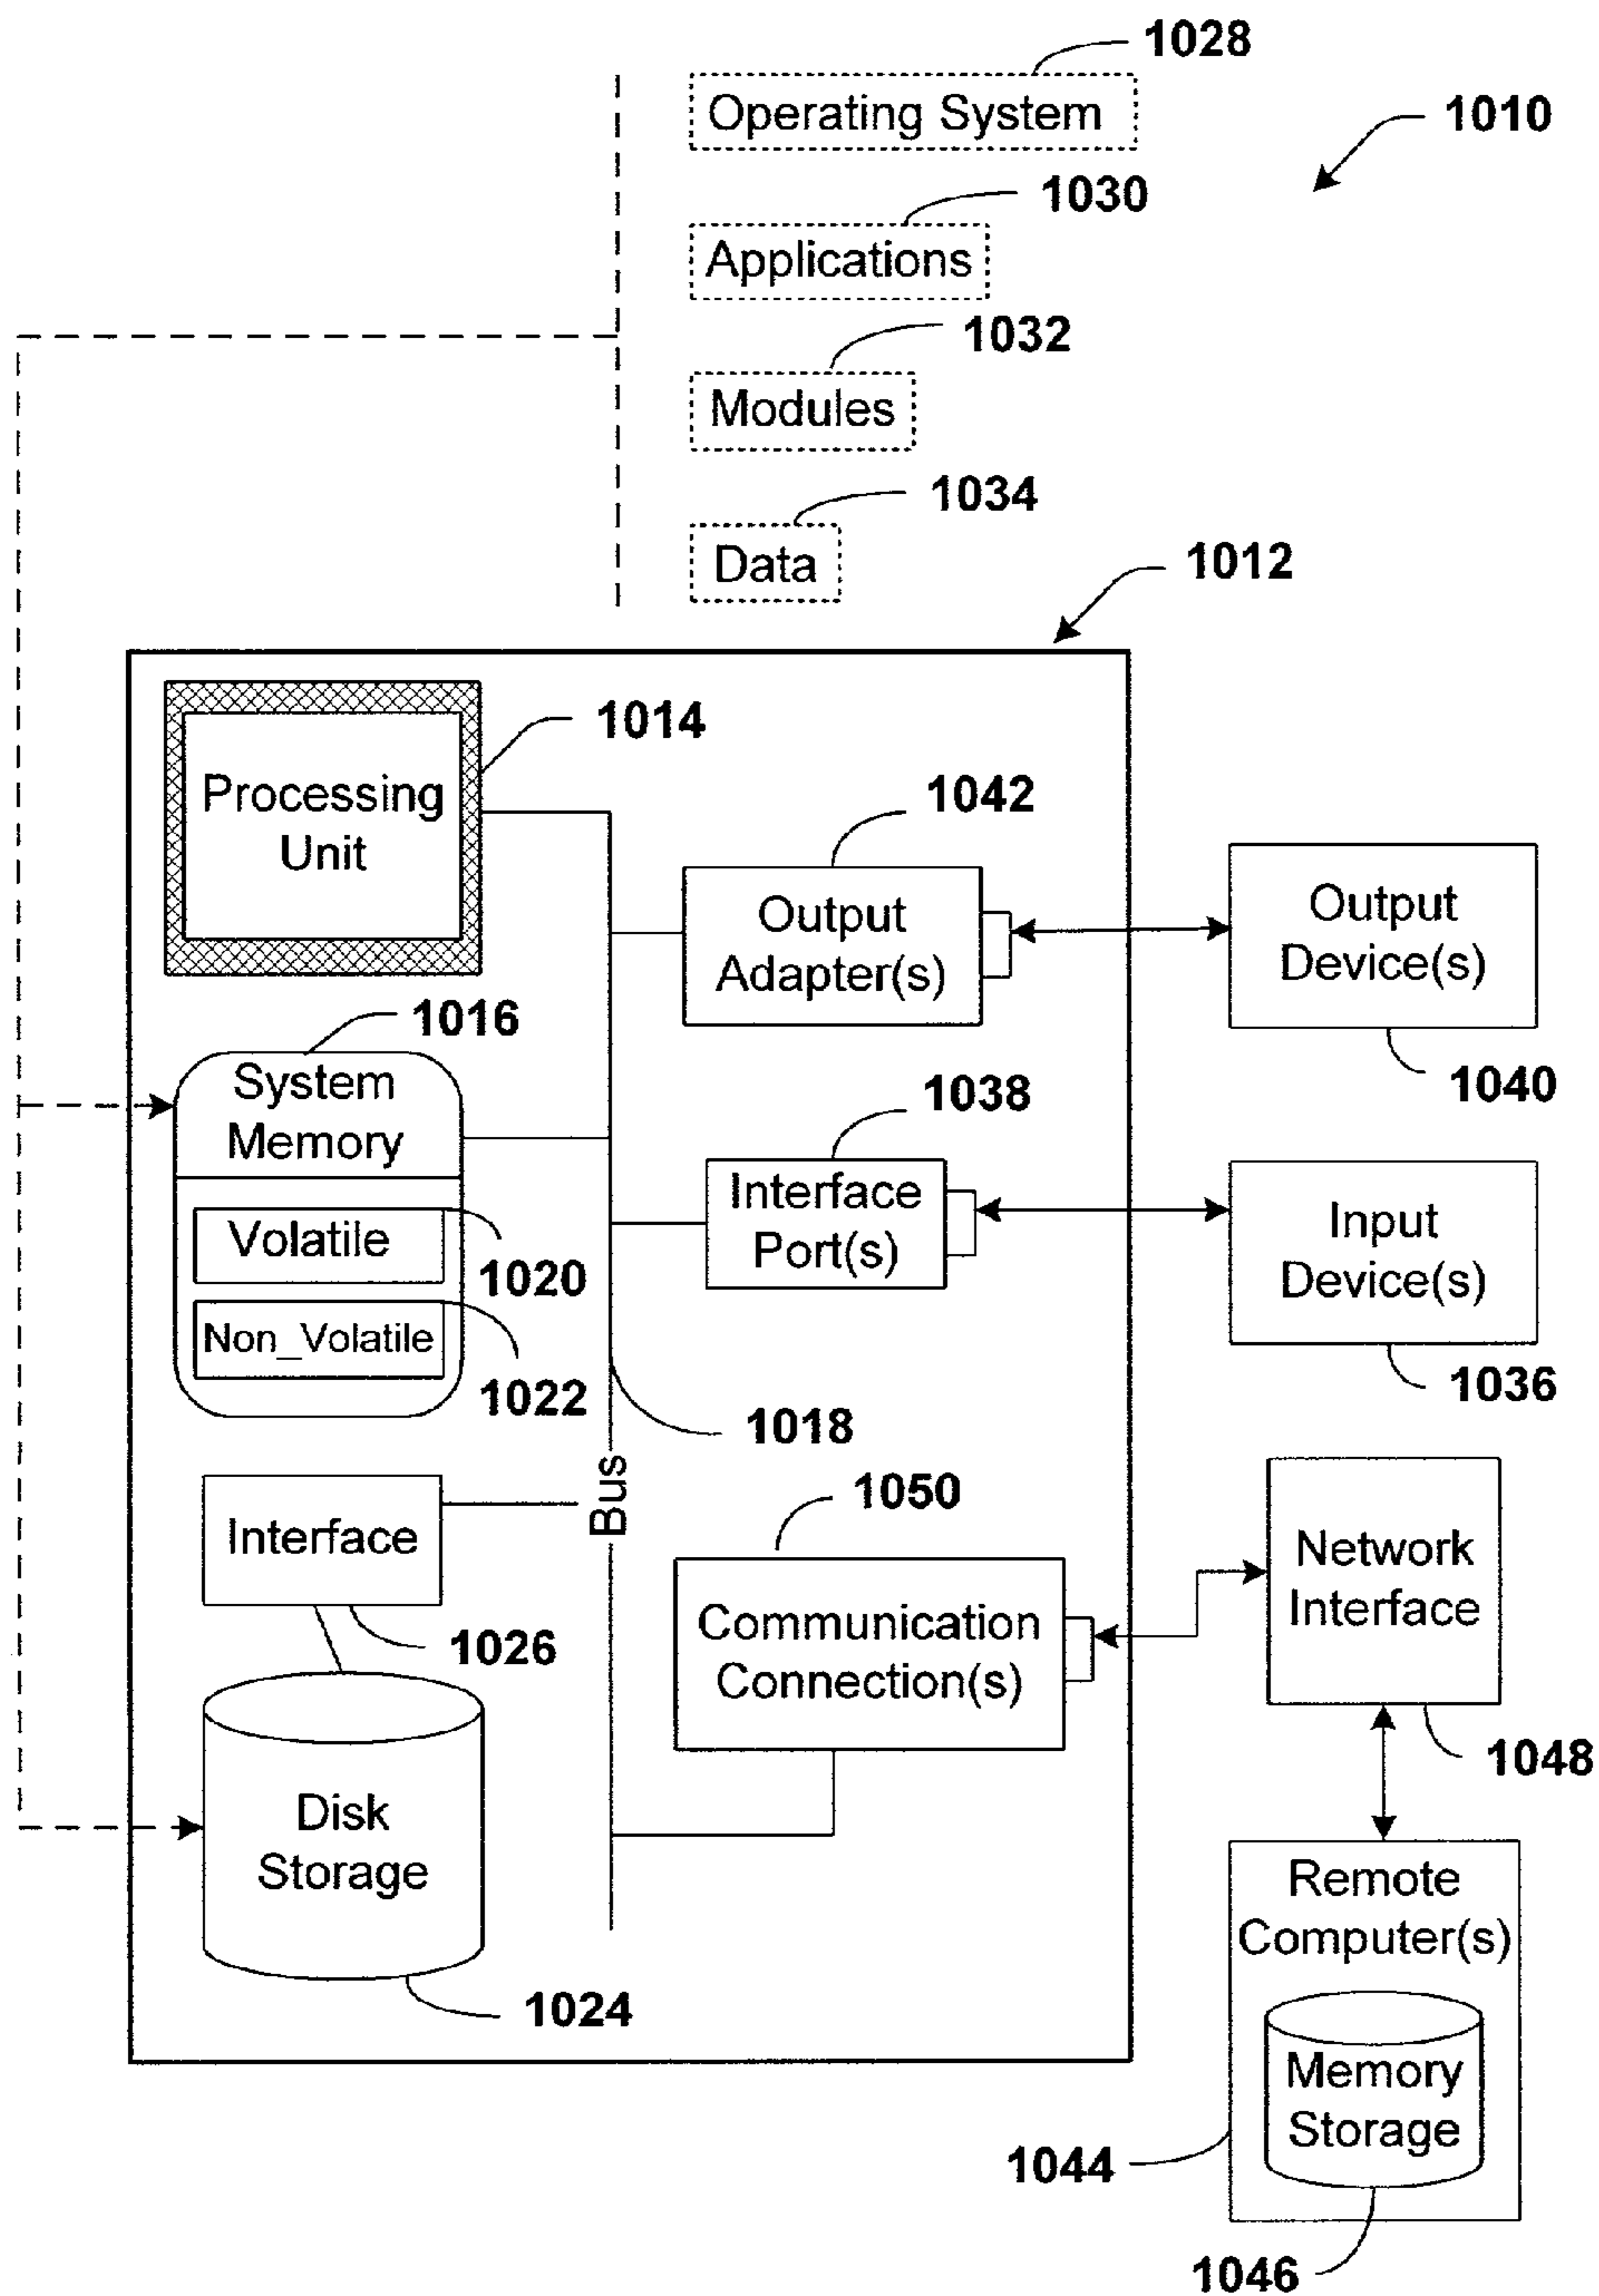 1028
Operating System
1010
1030
Applications
1032
Modules
1034
Data
1012
1014
Processing
Unit
1042
Output
Adapter(s)
Output
Device(s)
1040
1016
System
Memory
1038
Interface
Port(s)
Input
Device(s)
1036
Volatile
1020
Non_Volatile
1022
1018
Bus
Interface
1026
1050
Communication
Connection(s)
Network
Interface
1048
Disk
Storage
1024
Remote
Computer(s)
Memory
Storage
1044
1046